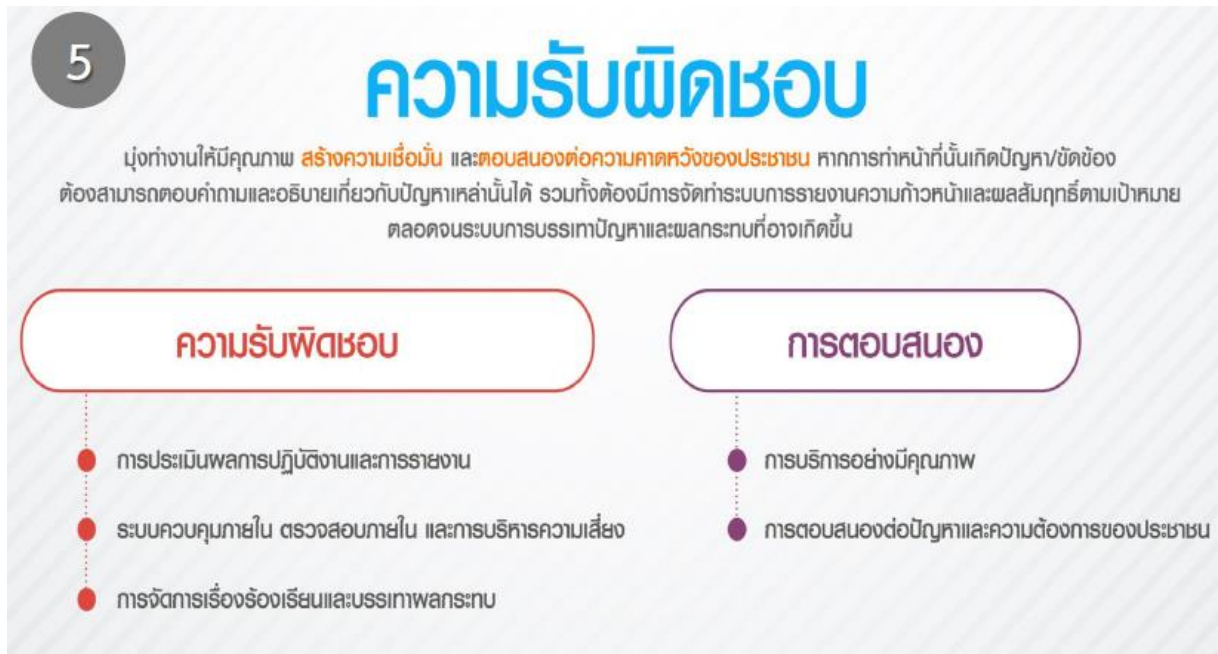 5
ความรับผิดชอบ
มุ่งทำงานให้มีคุณภาพ สร้างความเชื่อมั่น และตอบสนองต่อความคาดหวังของประชาชน หากการทำหน้าที่นั้นเกิดปัญหา/ขัดข้อง
ต้องสามารถตอบคำถามและอธิบายเกี่ยวกับปัญหาเหล่านั้นได้ รวมทั้งต้องมีการจัดทำระบบการรายงานความก้าวหน้าและผลสัมฤทธิ์ตามเป้าหมาย
ตลอดจนระบบการบรรเทาปัญหาและผลกระทบที่อาจเกิดขึ้น
ความรับผิดชอบ
การประเมินผลการปฏิบัติงานและการรายงาน
ระบบควบคุมภายใน ตรวจสอบภายใน และการบริหารความเสี่ยง
การจัดการเรื่องร้องเรียนและบรรเทาผลกระทบ
การตอบสนอง
การบริการอย่างมีคุณภาพ
การตอบสนองต่อปัญหาและความต้องการของประชาชน